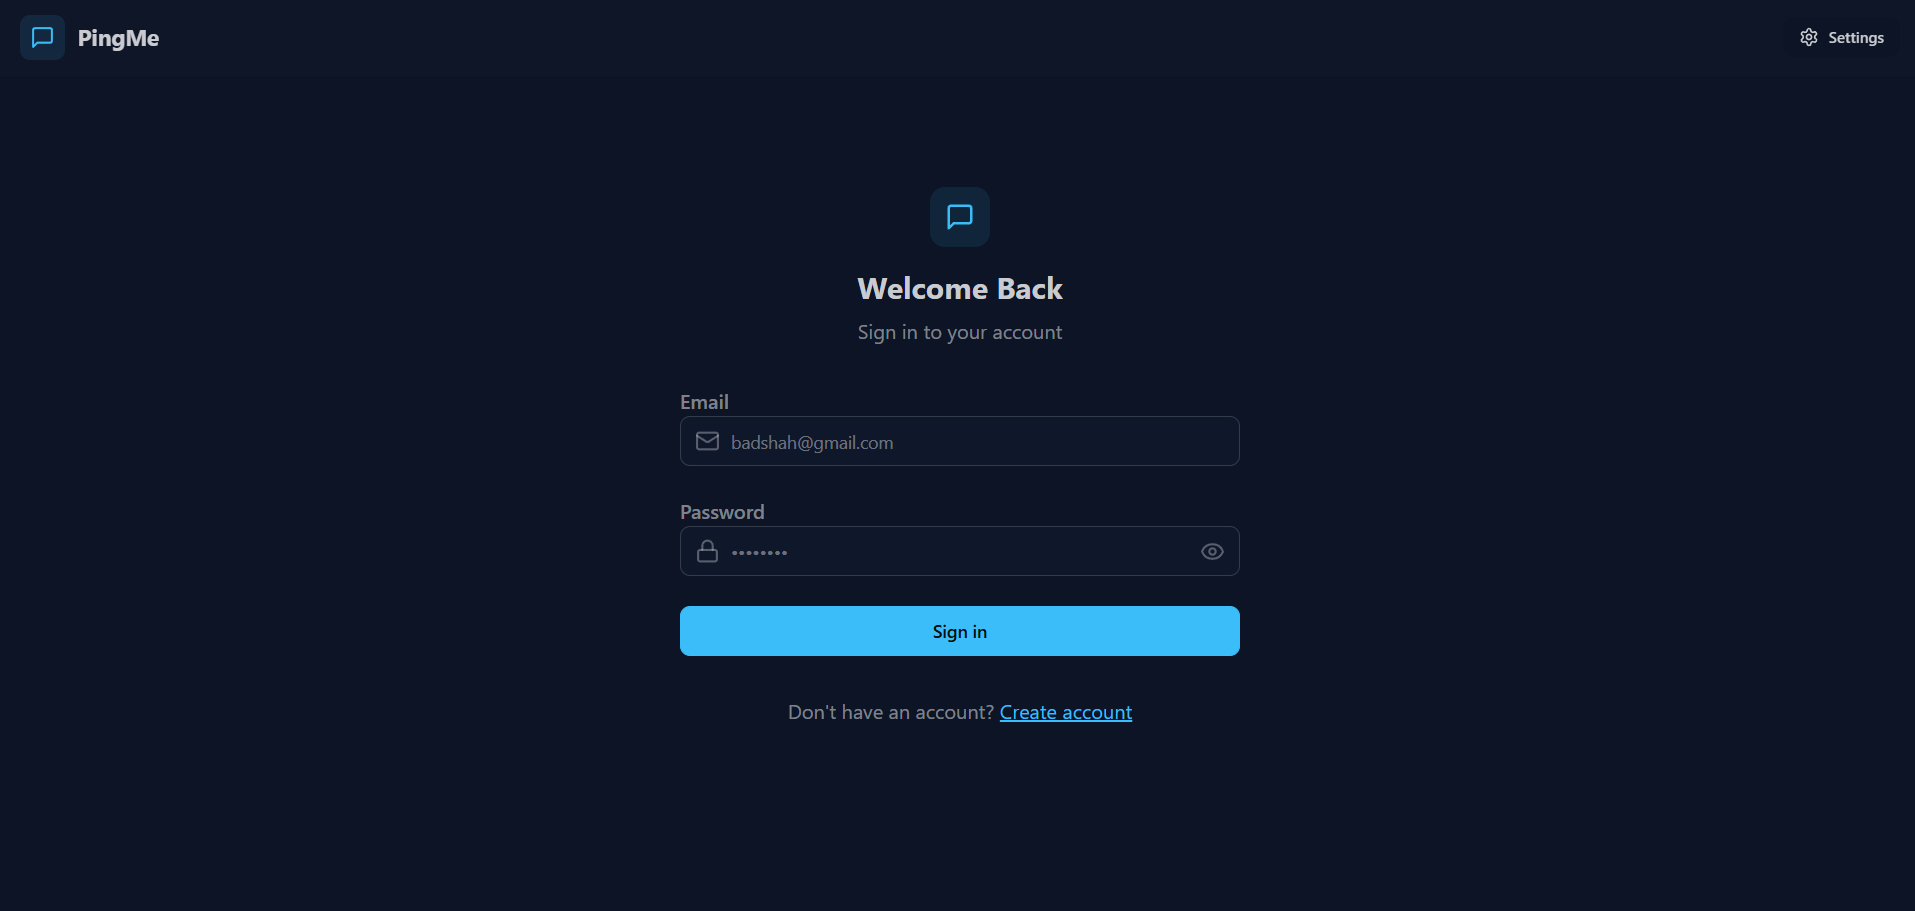 PingMe
Settings
Welcome Back
Sign in to your account
Email
badshah@gmail.com
Password
••••••••
Sign in
Don't have an account? Create account